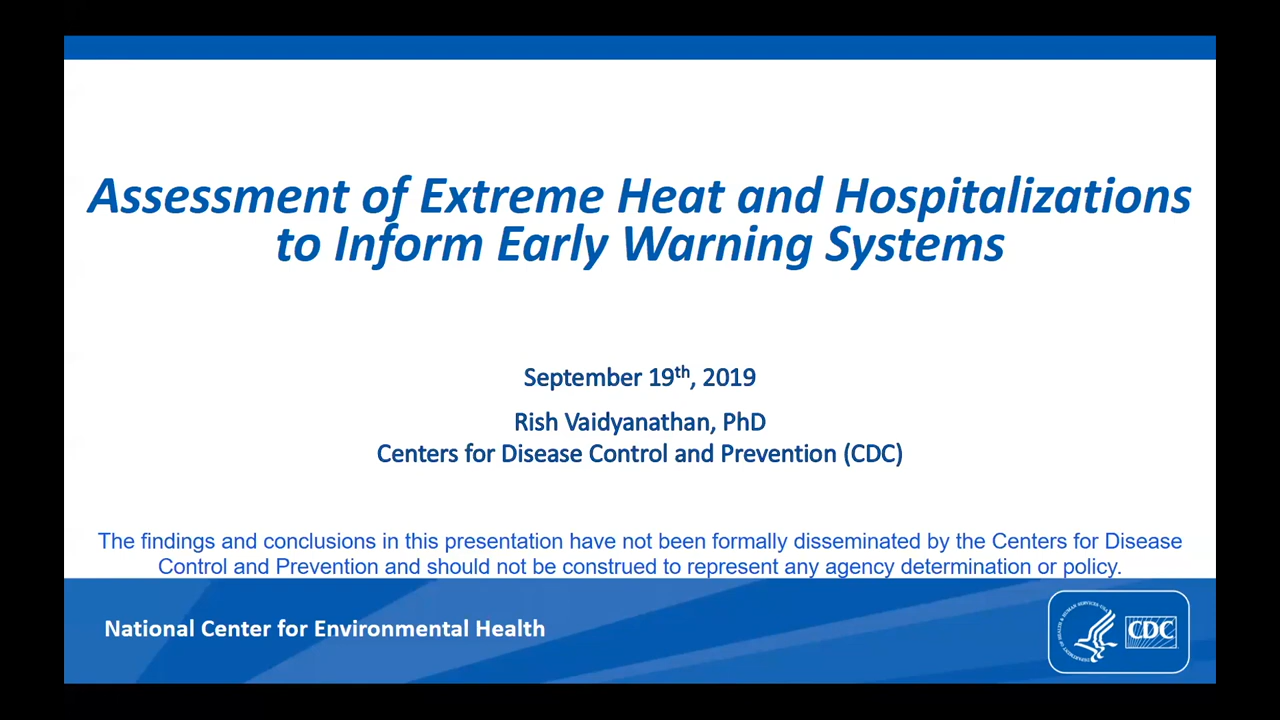 Assessment of Extreme Heat and Hospitalizations
to Inform Early Warning Systems
September 19th, 2019
Rish Vaidyanathan, PhD
Centers for Disease Control and Prevention (CDC)
The findings and conclusions in this presentation have not been formally disseminated by the Centers for Disease
Control and Prevention and should not be construed to represent any agency determination or policy.
National Center for Environmental Health
CDC